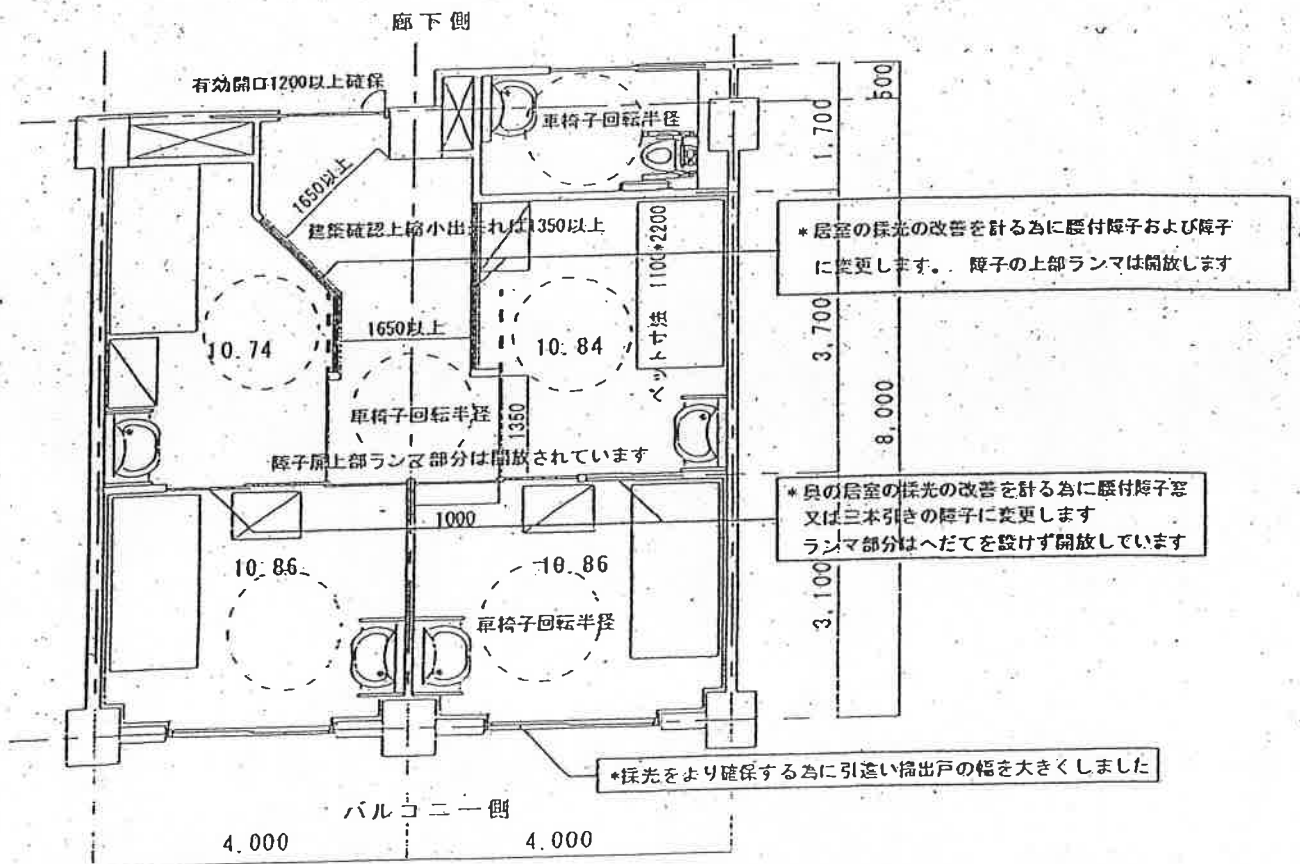 廊下側
有効開口1200以上確保
500
車椅子回転半径
1,700
1650以上
建築確認上縮小出来れば1350以上
*居室の採光の改善を計る為に腰付障子および障子
に変更します。 障子の上部ランマは開放します
ベット寸法 1100*2200
3,700
1650以上
10.74
10.84
8,000
車椅子回転半径
1350
障子扉上部ランマ部分は開放されています
*奥の居室の採光の改善を計る為に腰付障子窓
又は三本引きの障子に変更します
ランマ部分はへだてを設けず開放しています
1000
10.86
10.86
3,100
車椅子回転半径
*採光をより確保する為に引違い掃出戸の幅を大きくしました
バルコニー側
4.000
4.000